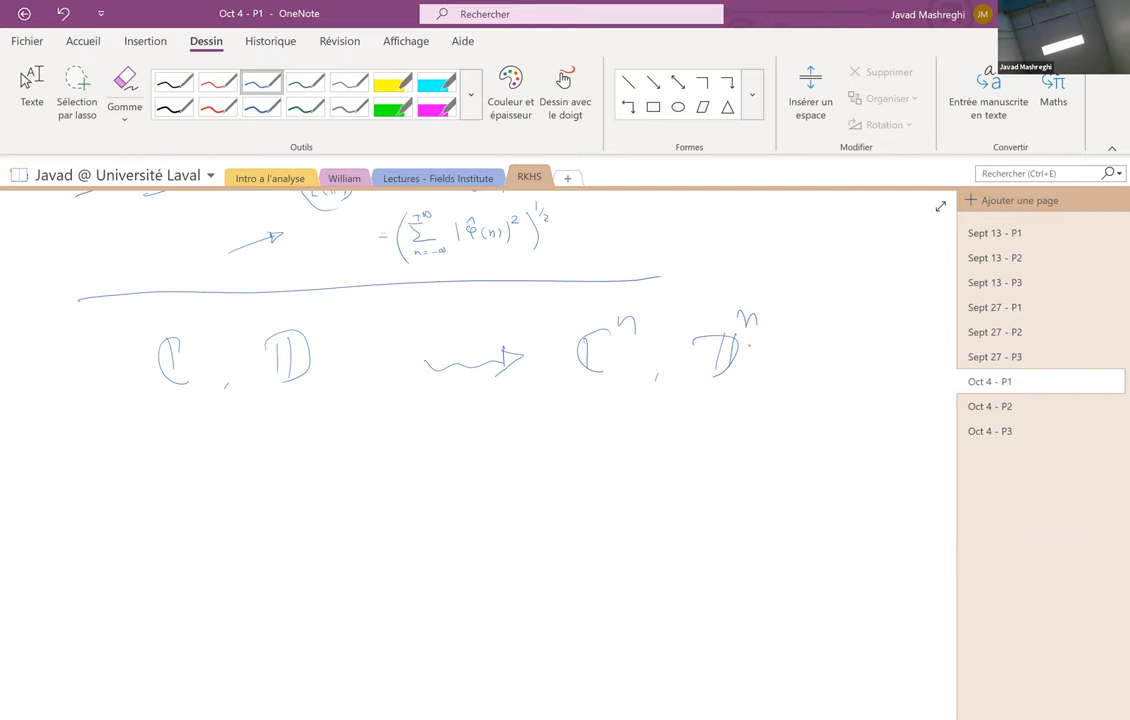 Oct 4 - P1 - OneNote
Rechercher
Javad Mashreghi
JM
Javad Mashreghi
Fichier
Accueil
Insertion
Dessin
Historique
Révision
Affichage
Aide
Texte
Sélection par lasso
Gomme
Couleur et épaisseur
Dessin avec le doigt
Insérer un espace
Supprimer
Organiser
Rotation
Entrée manuscrite en texte
Maths
Outils
Formes
Modifier
Convertir
Javad @ Université Laval
Intro a l'analyse
William
Lectures - Fields Institute
RKHS
Rechercher (Ctrl+E)
Ajouter une page
Sept 13 - P1
Sept 13 - P2
Sept 13 - P3
Sept 27 - P1
Sept 27 - P2
Sept 27 - P3
Oct 4 - P1
Oct 4 - P2
Oct 4 - P3
= ( ∑_{n=-∞}^{+∞} |φ̂(n)|² )^{1/2}
ℂ , 𝔻 ⇝ ℂⁿ , 𝔻ⁿ